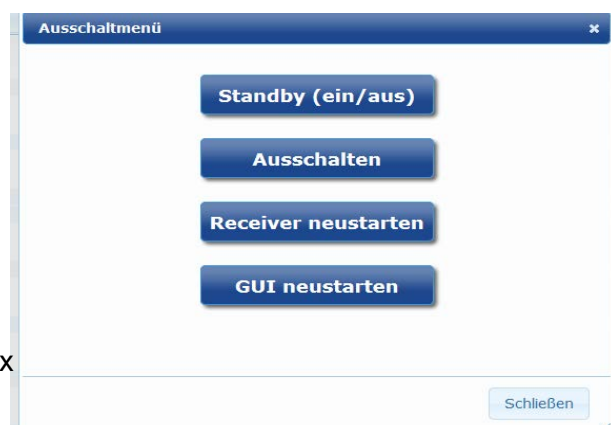 Ausschaltmenü
Standby (ein/aus)
Ausschalten
Receiver neustarten
GUI neustarten
x
Schließen